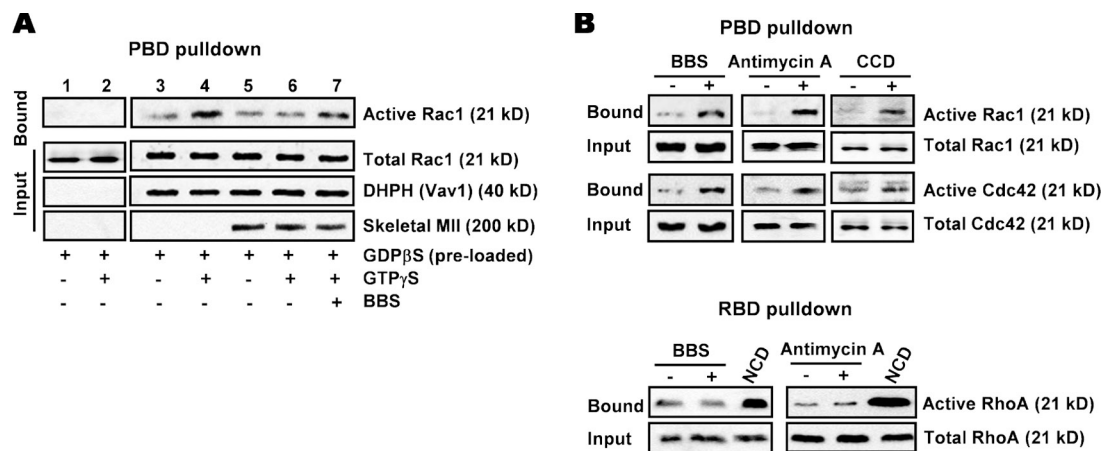 A
PBD pulldown
1 2 3 4 5 6 7
Bound
Active Rac1 (21 kD)
Input
Total Rac1 (21 kD)
DHPH (Vav1) (40 kD)
Skeletal MII (200 kD)
+ + + + + + + GDPβS (pre-loaded)
- + - + - + + GTPγS
- - - - - - + BBS
B
PBD pulldown
BBS Antimycin A CCD
- + - + - +
Bound Active Rac1 (21 kD)
Input Total Rac1 (21 kD)
Bound Active Cdc42 (21 kD)
Input Total Cdc42 (21 kD)
RBD pulldown
BBS NCD Antimycin A NCD
- + - +
Bound Active RhoA (21 kD)
Input Total RhoA (21 kD)